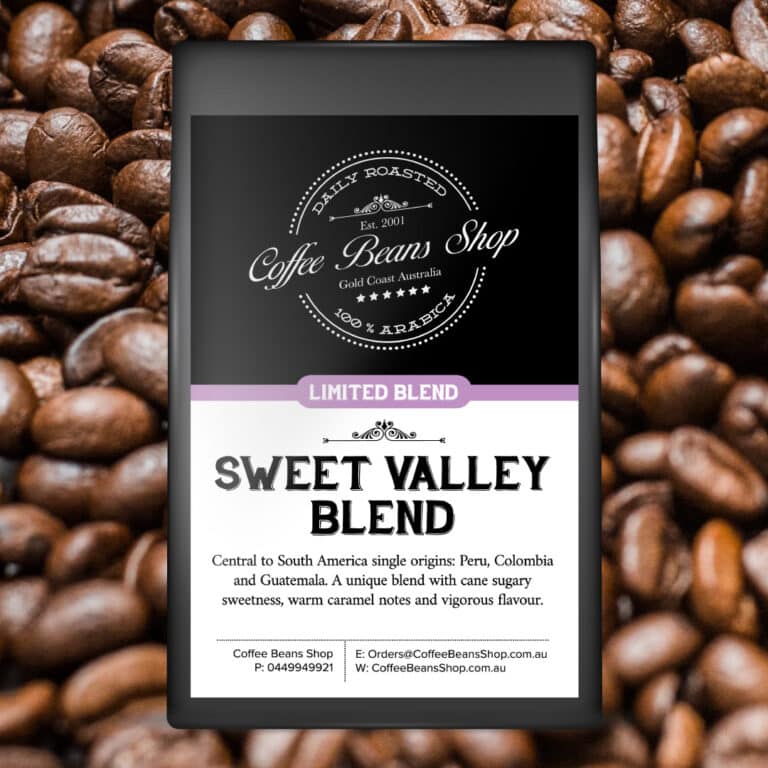 DAILY ROASTED
Est. 2001
Coffee Beans Shop
Gold Coast Australia
100% ARABICA
LIMITED BLEND
SWEET VALLEY
BLEND
Central to South America single origins: Peru, Colombia
and Guatemala. A unique blend with cane sugary
sweetness, warm caramel notes and vigorous flavour.
Coffee Beans Shop
P: 0449949921
E: Orders@CoffeeBeansShop.com.au
W: CoffeeBeansShop.com.au